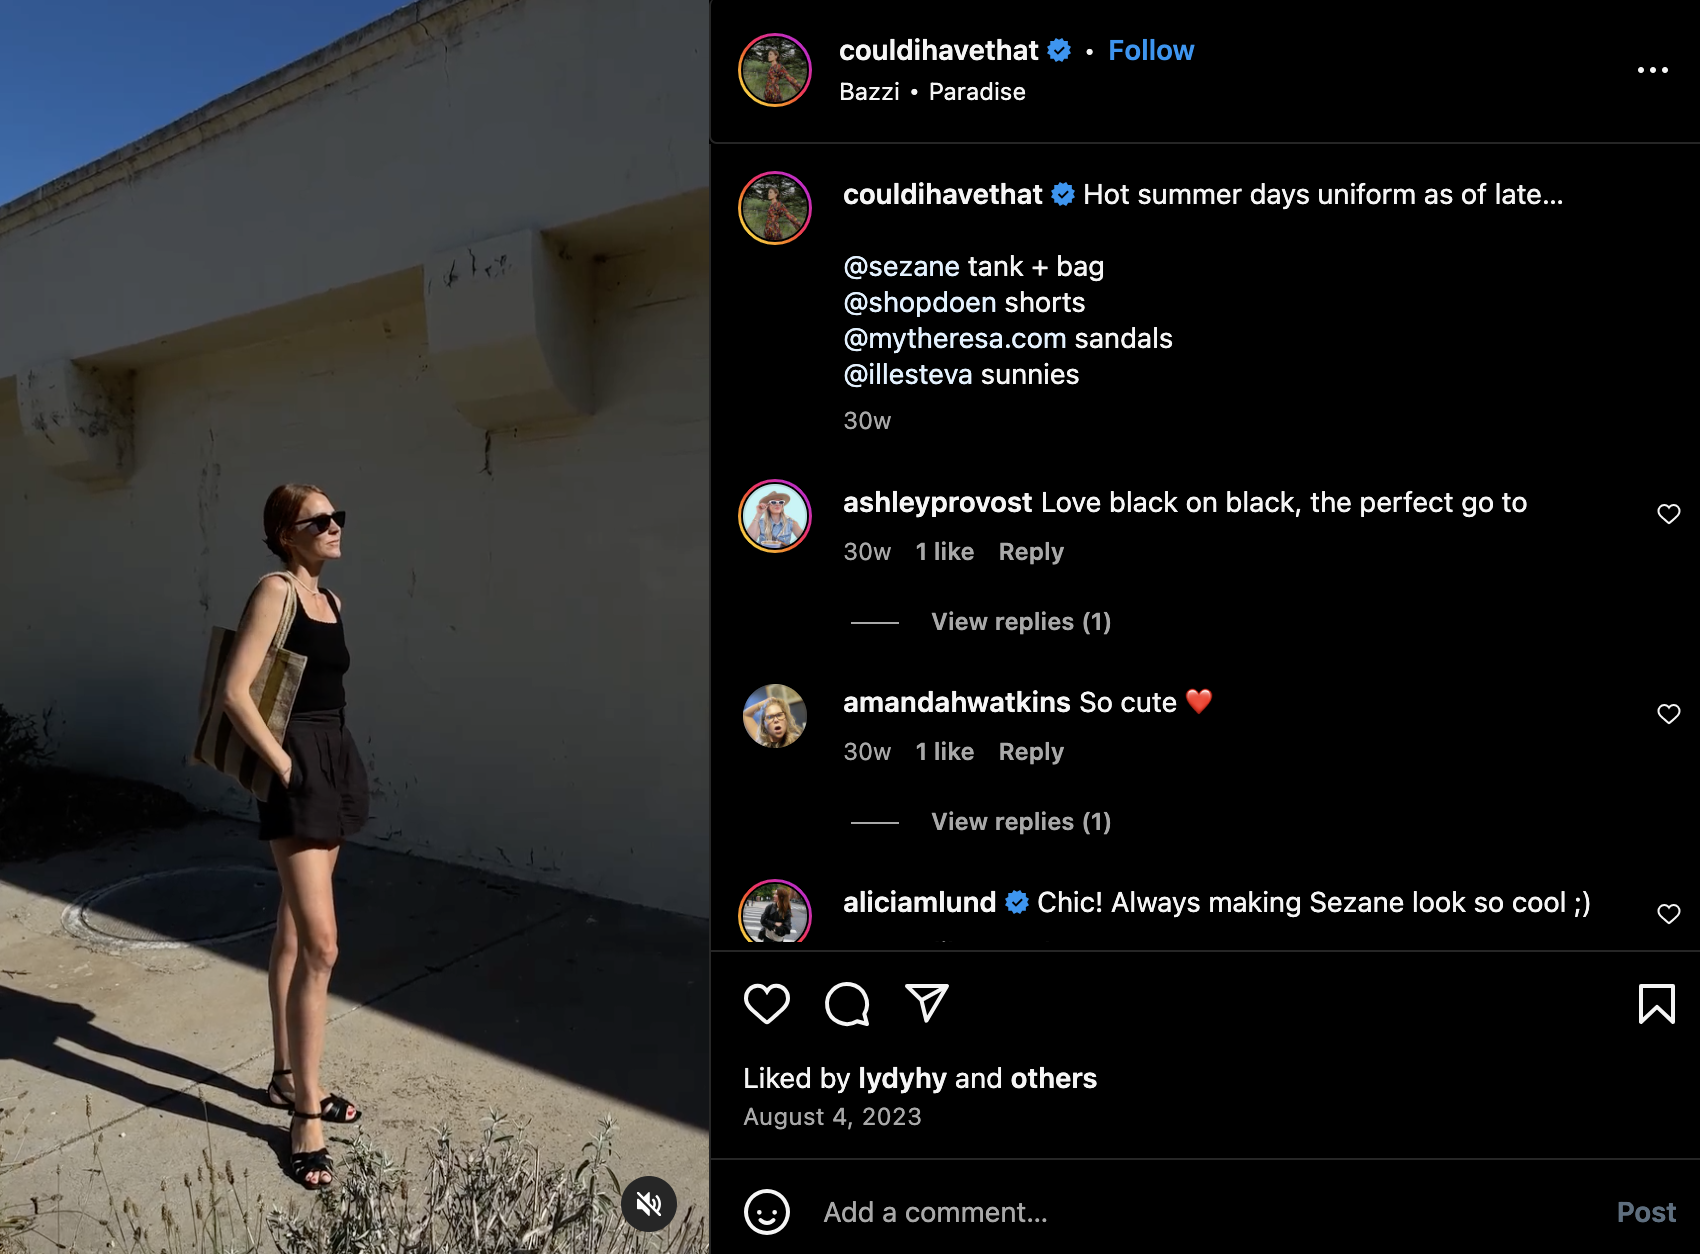 couldihavethat • Follow
Bazzi • Paradise
couldihavethat Hot summer days uniform as of late...
@sezane tank + bag
@shopdoen shorts
@mytheresa.com sandals
@illesteva sunnies
30w
ashleyprovost Love black on black, the perfect go to
30w 1 like Reply
View replies (1)
amandahwatkins So cute ❤️
30w 1 like Reply
View replies (1)
aliciamlund Chic! Always making Sezane look so cool ;)
Liked by lydyhy and others
August 4, 2023
Add a comment...
Post